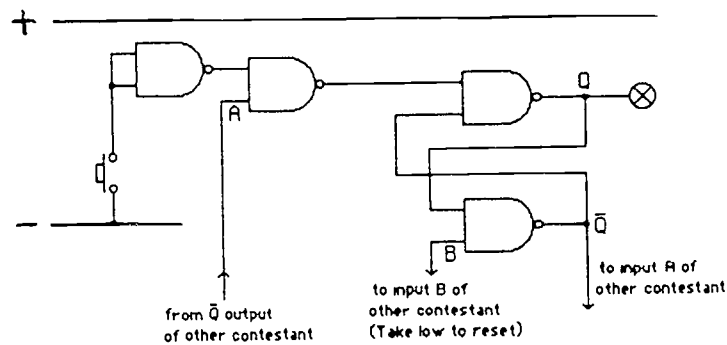 +
Q
A
−
B
Q̄
from Q̄ output
of other contestant
to input B of
other contestant
(Take low to reset)
to input A of
other contestant